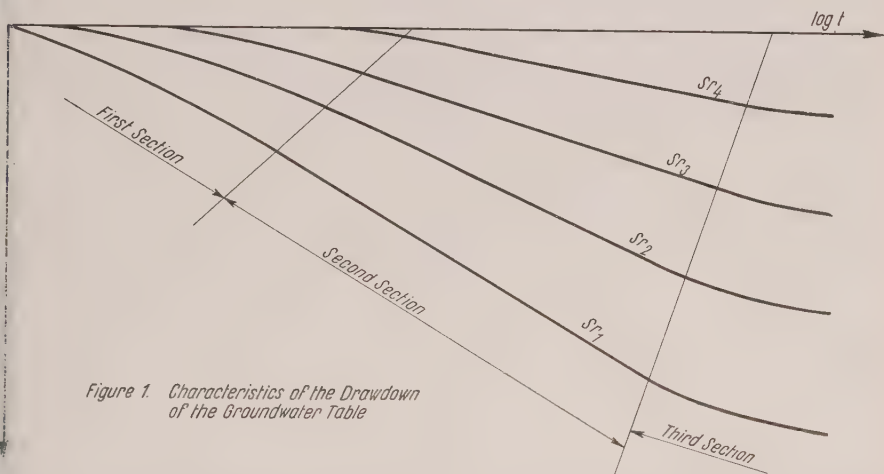 log t
Sr4
Sr3
Sr2
Sr1
First Section
Second Section
Third Section
Figure 1. Characteristics of the Drawdown
of the Groundwater Table